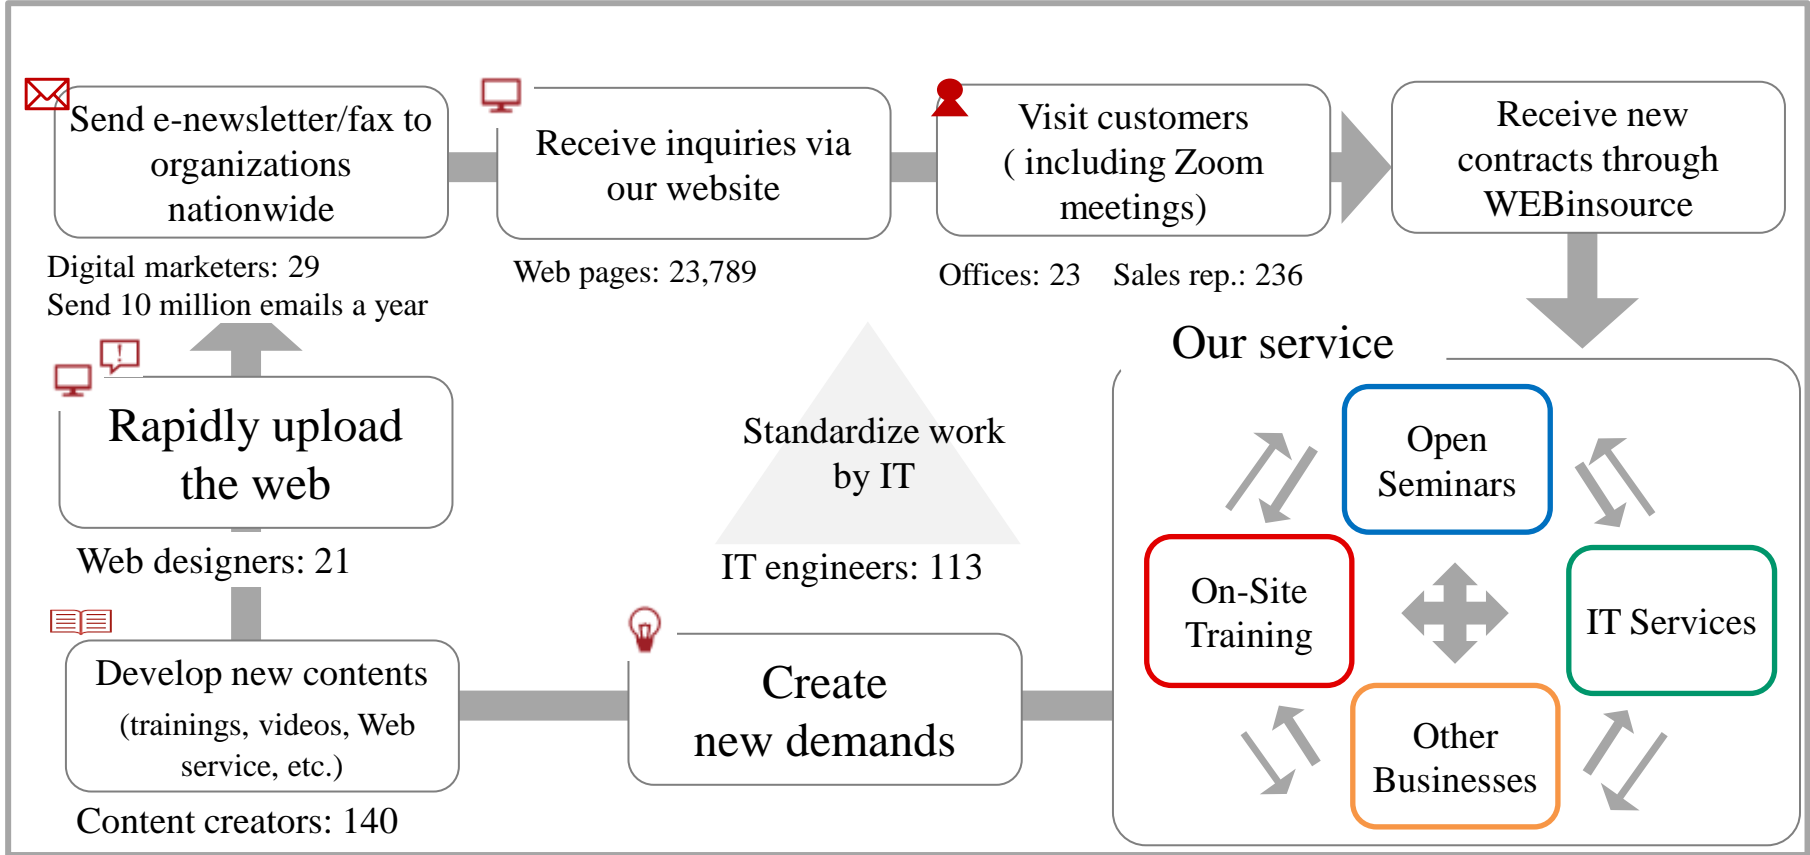 Send e-newsletter/fax to
organizations
nationwide
Digital marketers: 29
Send 10 million emails a year
Receive inquiries via
our website
Web pages: 23,789
Visit customers
( including Zoom
meetings)
Offices: 23 Sales rep.: 236
Receive new
contracts through
WEBinsource
Our service
Open
Seminars
On-Site
Training
IT Services
Other
Businesses
Standardize work
by IT
IT engineers: 113
Create
new demands
Develop new contents
(trainings, videos, Web
service, etc.)
Content creators: 140
!
Rapidly upload
the web
Web designers: 21